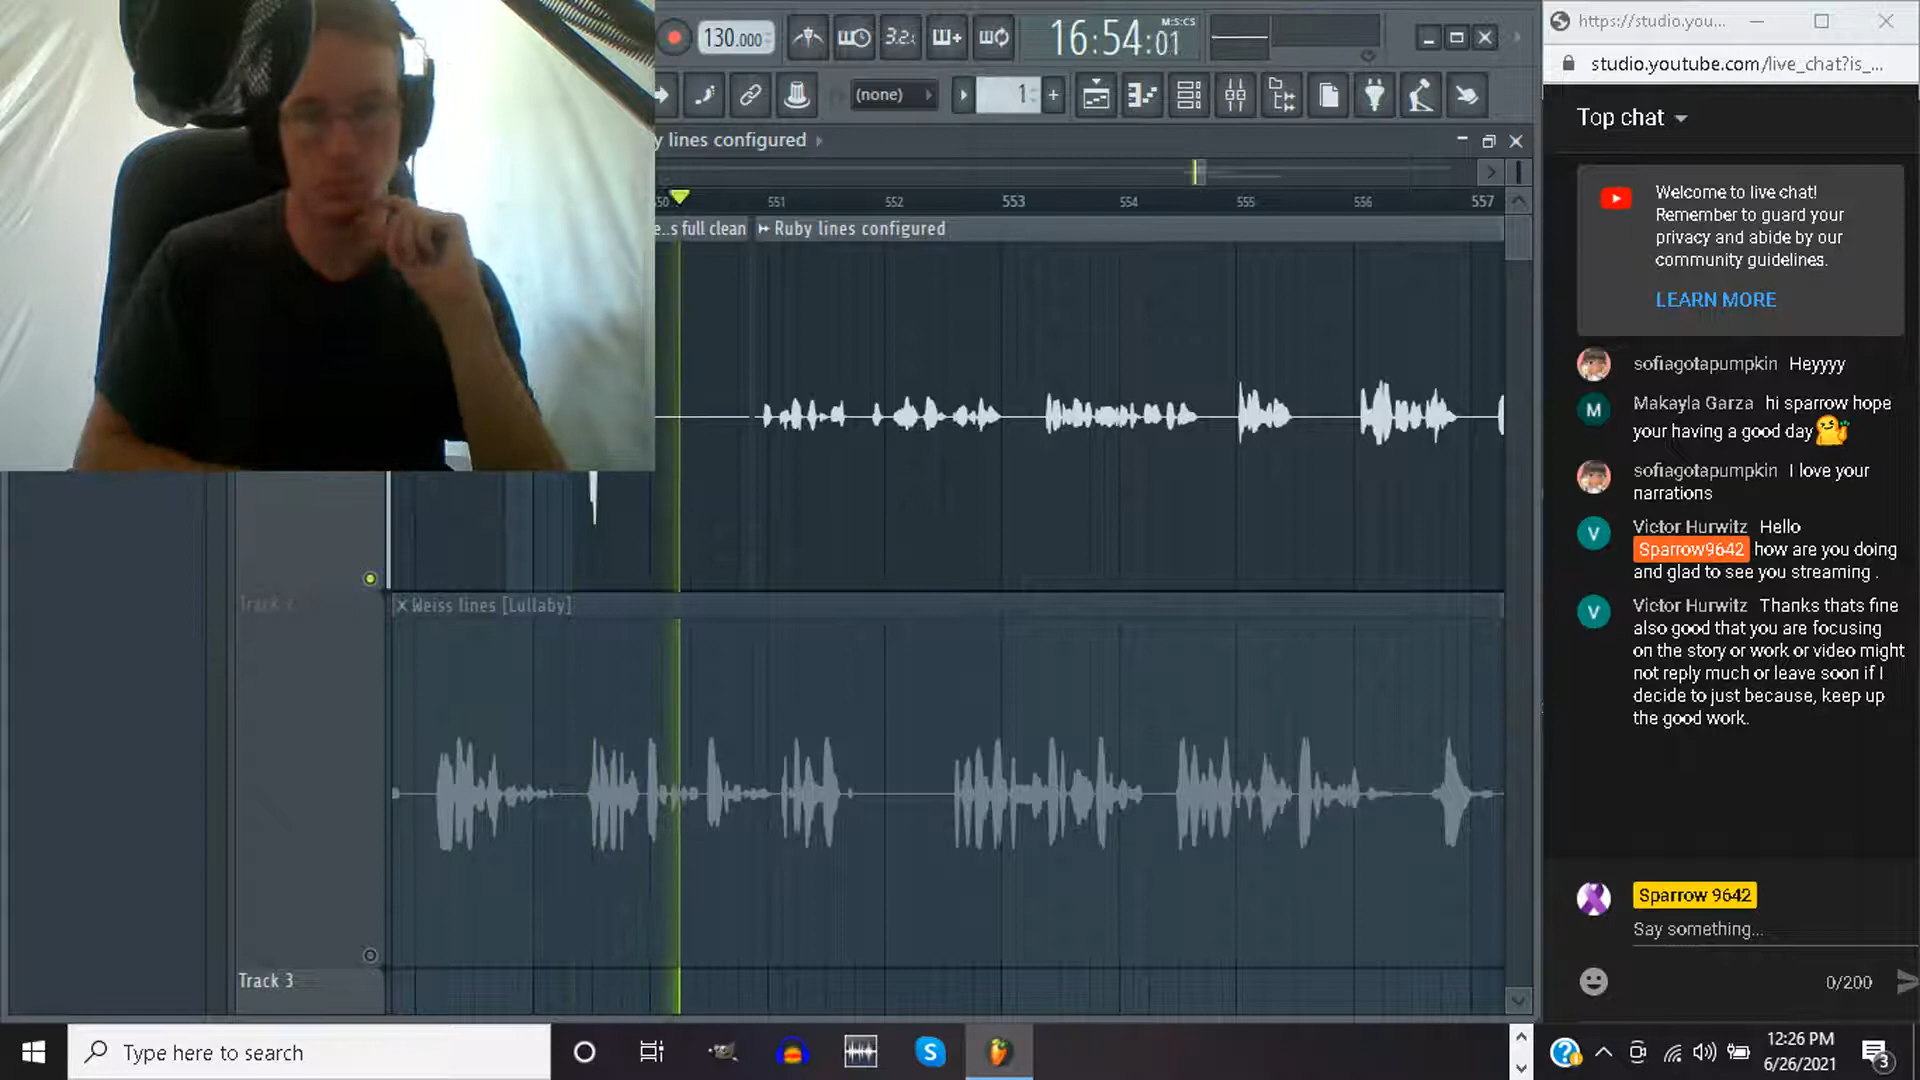 130.000
3.2:
16:54:01
M:S:CS
(none)
1
y lines configured
551
552
553
554
555
556
557
e..s full clean
Ruby lines configured
Weiss lines [Lullaby]
Track 3
https://studio.you...
studio.youtube.com/live_chat?is_...
Top chat
Welcome to live chat!
Remember to guard your
privacy and abide by our
community guidelines.
LEARN MORE
sofiagotapumpkin Heyyyy
M
Makayla Garza hi sparrow hope
your having a good day
sofiagotapumpkin I love your
narrations
V
Victor Hurwitz Hello
Sparrow9642 how are you doing
and glad to see you streaming .
V
Victor Hurwitz Thanks thats fine
also good that you are focusing
on the story or work or video might
not reply much or leave soon if I
decide to just because, keep up
the good work.
Sparrow 9642
Say something...
0/200
Type here to search
12:26 PM
6/26/2021
3